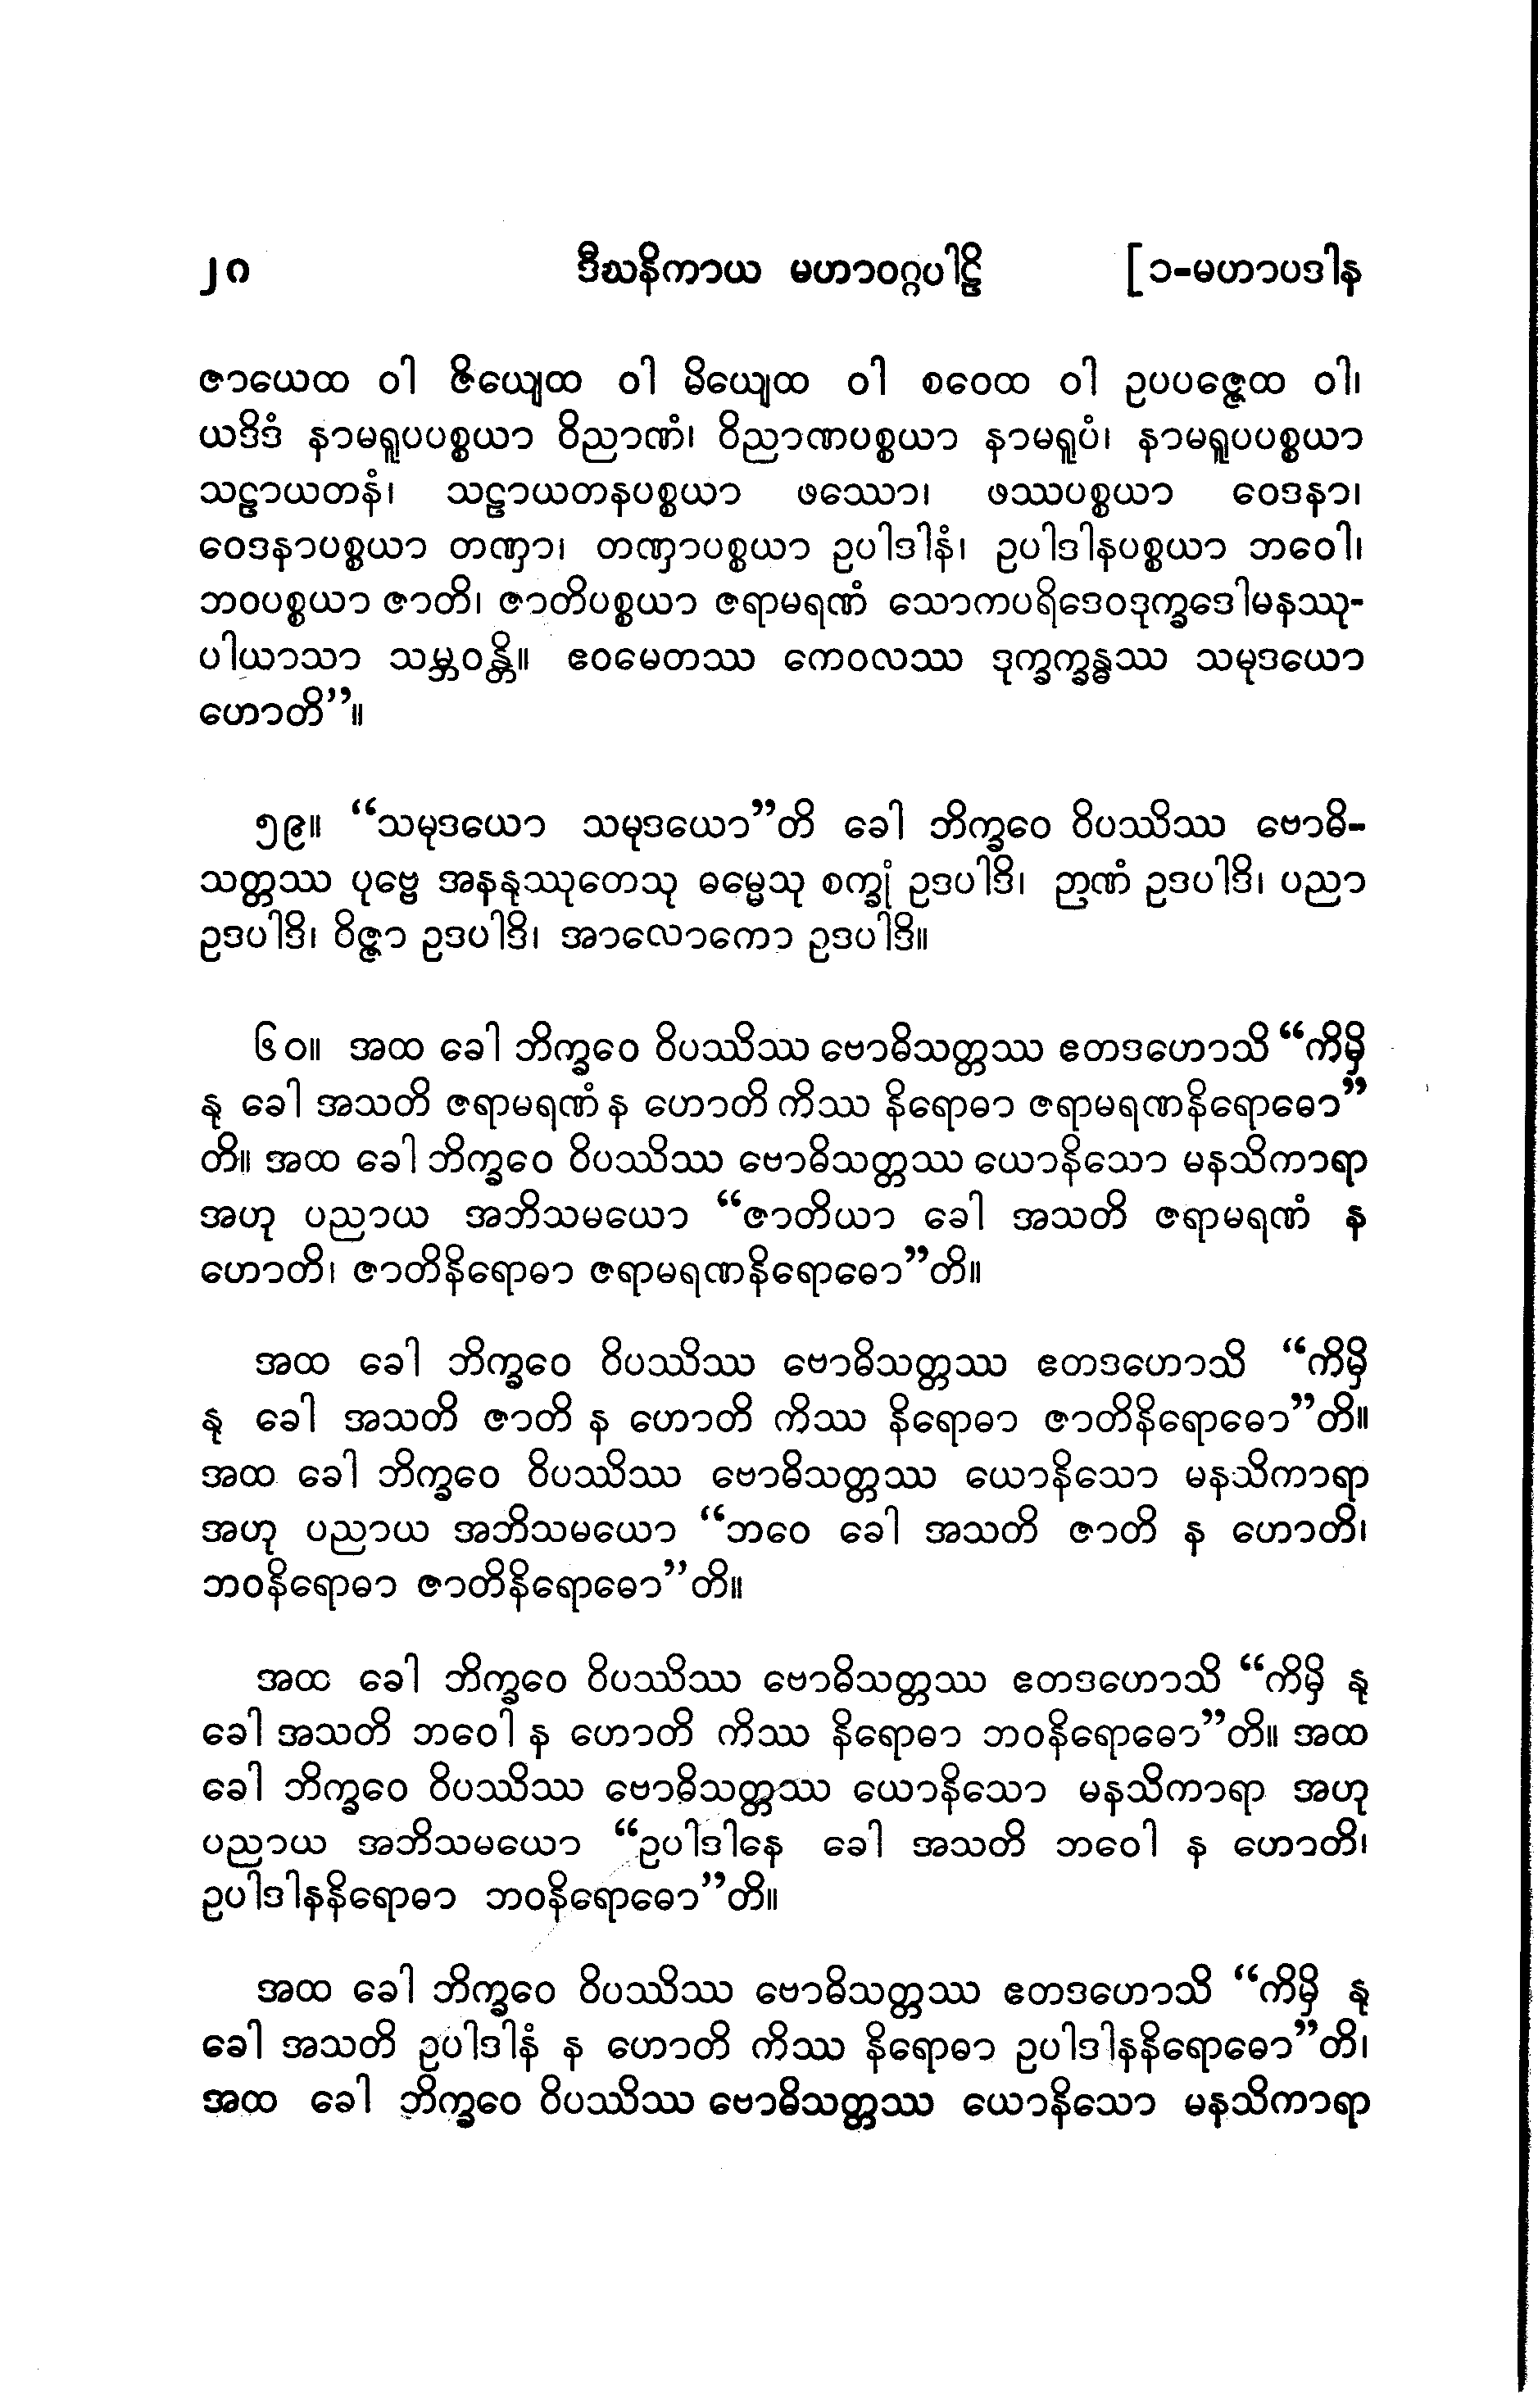 ၂၈ ဒီဃနိကာယ မဟာဝဂ္ဂပါဠိ [၁-မဟာပဒါန
ဇာယေထ ဝါ ဇိယျေထ ဝါ မိယျေထ ဝါ စဝေထ ဝါ ဥပပဇ္ဇေထ ဝါ၊
ယဒိဒံ နာမရူပပစ္စယာ ဝိညာဏံ၊ ဝိညာဏပစ္စယာ နာမရူပံ၊ နာမရူပပစ္စယာ
သဠာယတနံ၊ သဠာယတနပစ္စယာ ဖဿော၊ ဖဿပစ္စယာ ဝေဒနာ၊
ဝေဒနာပစ္စယာ တဏှာ၊ တဏှာပစ္စယာ ဥပါဒါနံ၊ ဥပါဒါနပစ္စယာ ဘဝေါ၊
ဘဝပစ္စယာ ဇာတိ၊ ဇာတိပစ္စယာ ဇရာမရဏံ သောကပရိဒေဝဒုက္ခဒေါမနဿု-
ပါယာသာ သမ္ဘဝန္တိ။ ဧဝမေတဿ ကေဝလဿ ဒုက္ခက္ခန္ဓဿ သမုဒယော
ဟောတိ”။
၅၉။ “သမုဒယော သမုဒယော”တိ ခေါ ဘိက္ခဝေ ဝိပဿိဿ ဗောဓိ-
သတ္တဿ ပုဗ္ဗေ အနနုဿုတေသု ဓမ္မေသု စက္ခုံ ဥဒပါဒိ၊ ဉာဏံ ဥဒပါဒိ၊ ပညာ
ဥဒပါဒိ၊ ဝိဇ္ဇာ ဥဒပါဒိ၊ အာလောကော ဥဒပါဒိ။
၆၀။ အထ ခေါ ဘိက္ခဝေ ဝိပဿိဿ ဗောဓိသတ္တဿ ဧတဒဟောသိ “ကိမှိ
နု ခေါ အသတိ ဇရာမရဏံ န ဟောတိ ကိဿ နိရောဓာ ဇရာမရဏနိရောဓော”
တိ။ အထ ခေါ ဘိက္ခဝေ ဝိပဿိဿ ဗောဓိသတ္တဿ ယောနိသော မနသိကာရာ
အဟု ပညာယ အဘိသမယော “ဇာတိယာ ခေါ အသတိ ဇရာမရဏံ န
ဟောတိ၊ ဇာတိနိရောဓာ ဇရာမရဏနိရောဓော”တိ။
အထ ခေါ ဘိက္ခဝေ ဝိပဿိဿ ဗောဓိသတ္တဿ ဧတဒဟောသိ “ကိမှိ
နု ခေါ အသတိ ဇာတိ န ဟောတိ ကိဿ နိရောဓာ ဇာတိနိရောဓော”တိ။
အထ ခေါ ဘိက္ခဝေ ဝိပဿိဿ ဗောဓိသတ္တဿ ယောနိသော မနသိကာရာ
အဟု ပညာယ အဘိသမယော “ဘဝေ ခေါ အသတိ ဇာတိ န ဟောတိ၊
ဘဝနိရောဓာ ဇာတိနိရောဓော”တိ။
အထ ခေါ ဘိက္ခဝေ ဝိပဿိဿ ဗောဓိသတ္တဿ ဧတဒဟောသိ “ကိမှိ နု
ခေါ အသတိ ဘဝေါ န ဟောတိ ကိဿ နိရောဓာ ဘဝနိရောဓော”တိ။ အထ
ခေါ ဘိက္ခဝေ ဝိပဿိဿ ဗောဓိသတ္တဿ ယောနိသော မနသိကာရာ အဟု
ပညာယ အဘိသမယော “ဥပါဒါနေ ခေါ အသတိ ဘဝေါ န ဟောတိ၊
ဥပါဒါနနိရောဓာ ဘဝနိရောဓော”တိ။
အထ ခေါ ဘိက္ခဝေ ဝိပဿိဿ ဗောဓိသတ္တဿ ဧတဒဟောသိ “ကိမှိ နု
ခေါ အသတိ ဥပါဒါနံ န ဟောတိ ကိဿ နိရောဓာ ဥပါဒါနနိရောဓော”တိ၊
အထ ခေါ ဘိက္ခဝေ ဝိပဿိဿ ဗောဓိသတ္တဿ ယောနိသော မနသိကာရာ